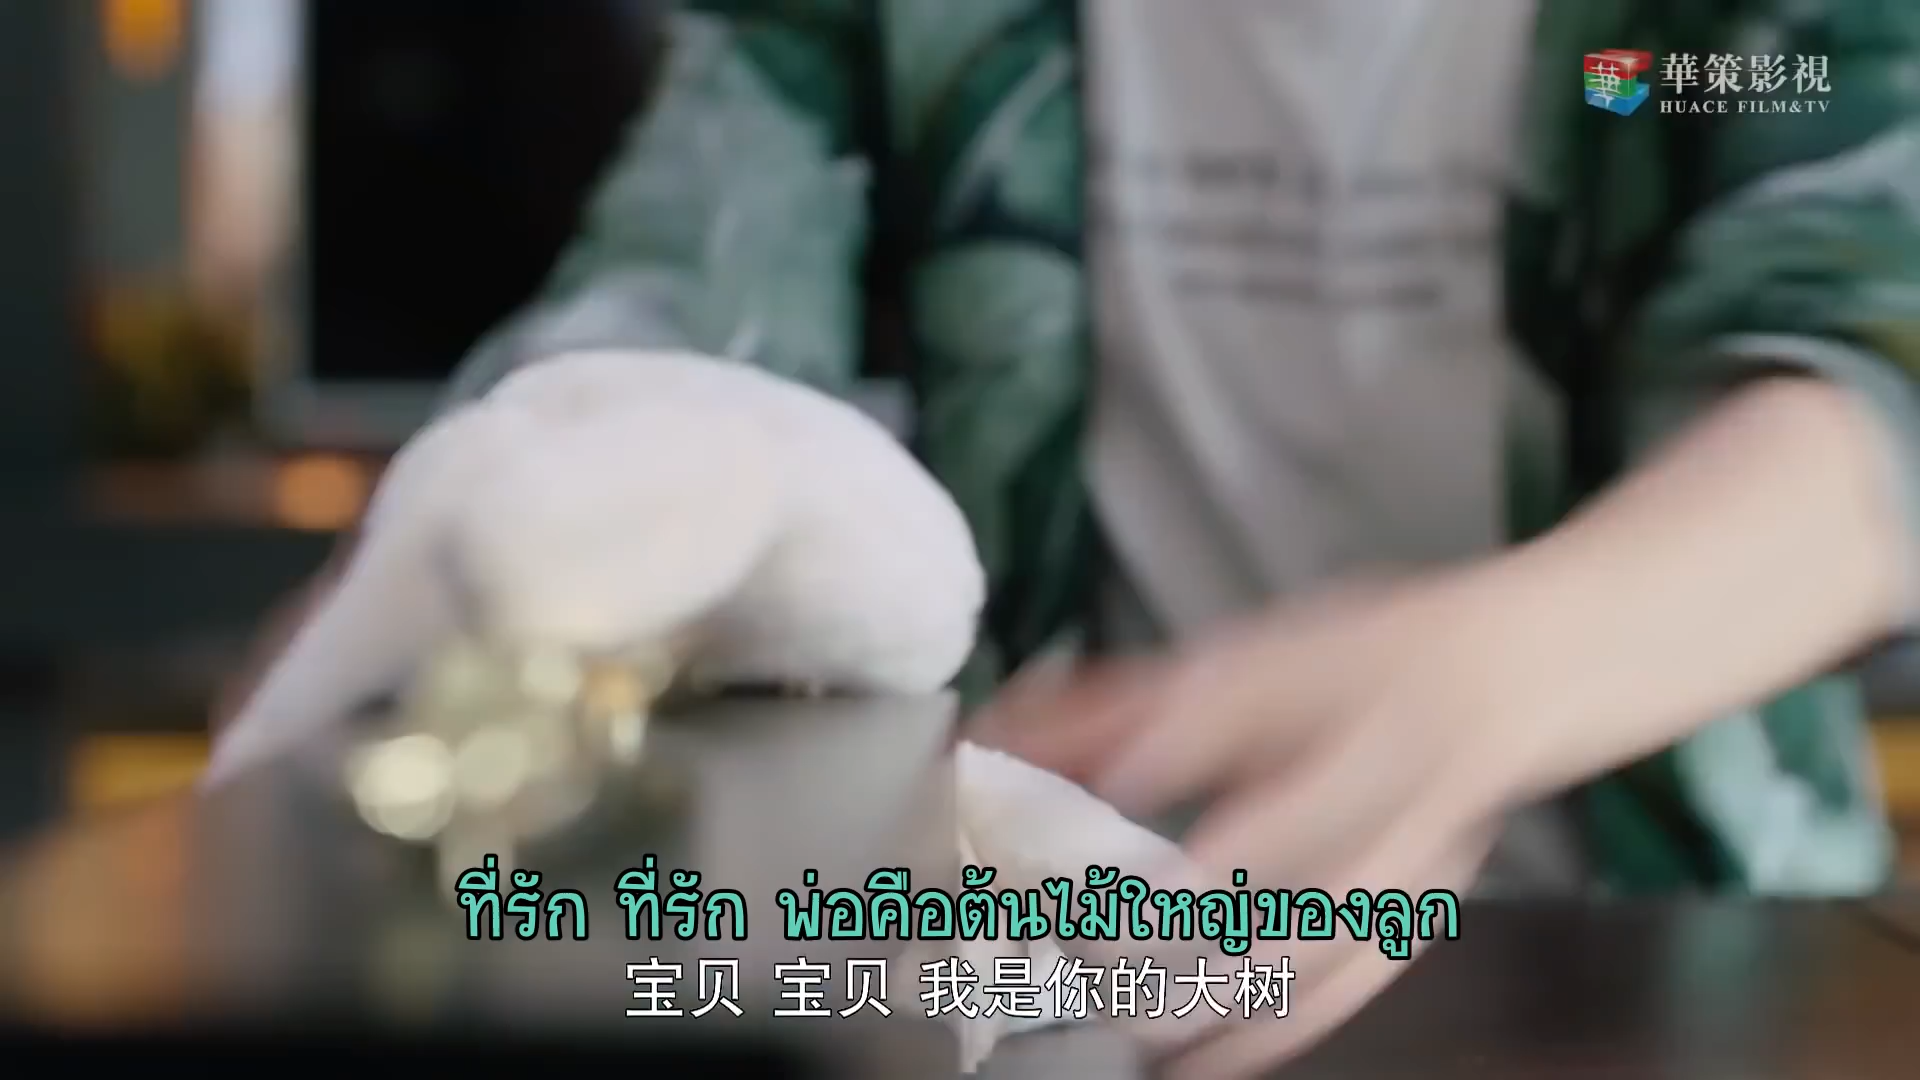 華策影視
HUACE FILM&TV
ที่รัก ที่รัก พ่อคือต้นไม้ใหญ่ของลูก
宝贝 宝贝 我是你的大树